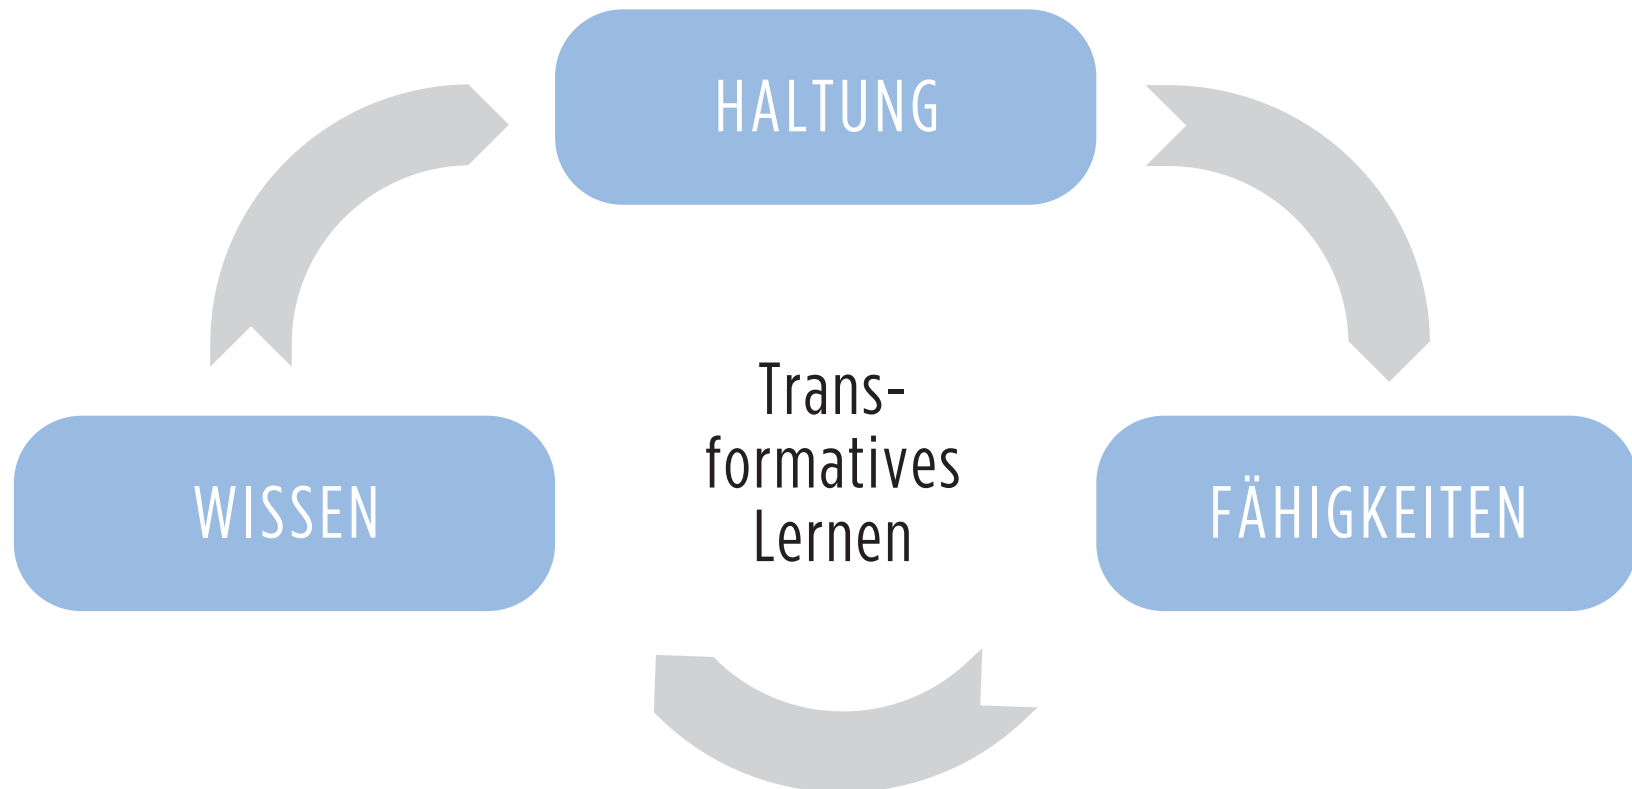 HALTUNG
Trans-
formatives
Lernen
WISSEN
FÄHIGKEITEN